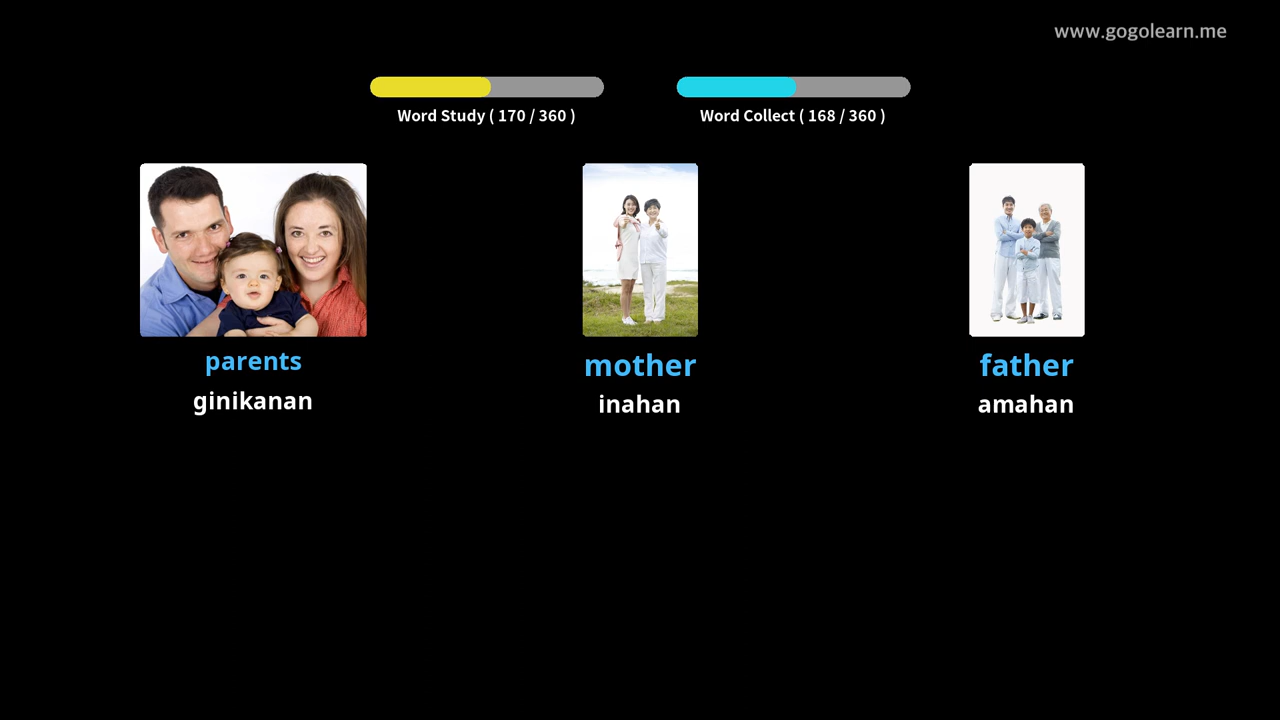 www.gogolearn.me
Word Study ( 170 / 360 )
Word Collect ( 168 / 360 )
parents
mother
father
ginikanan
inahan
amahan